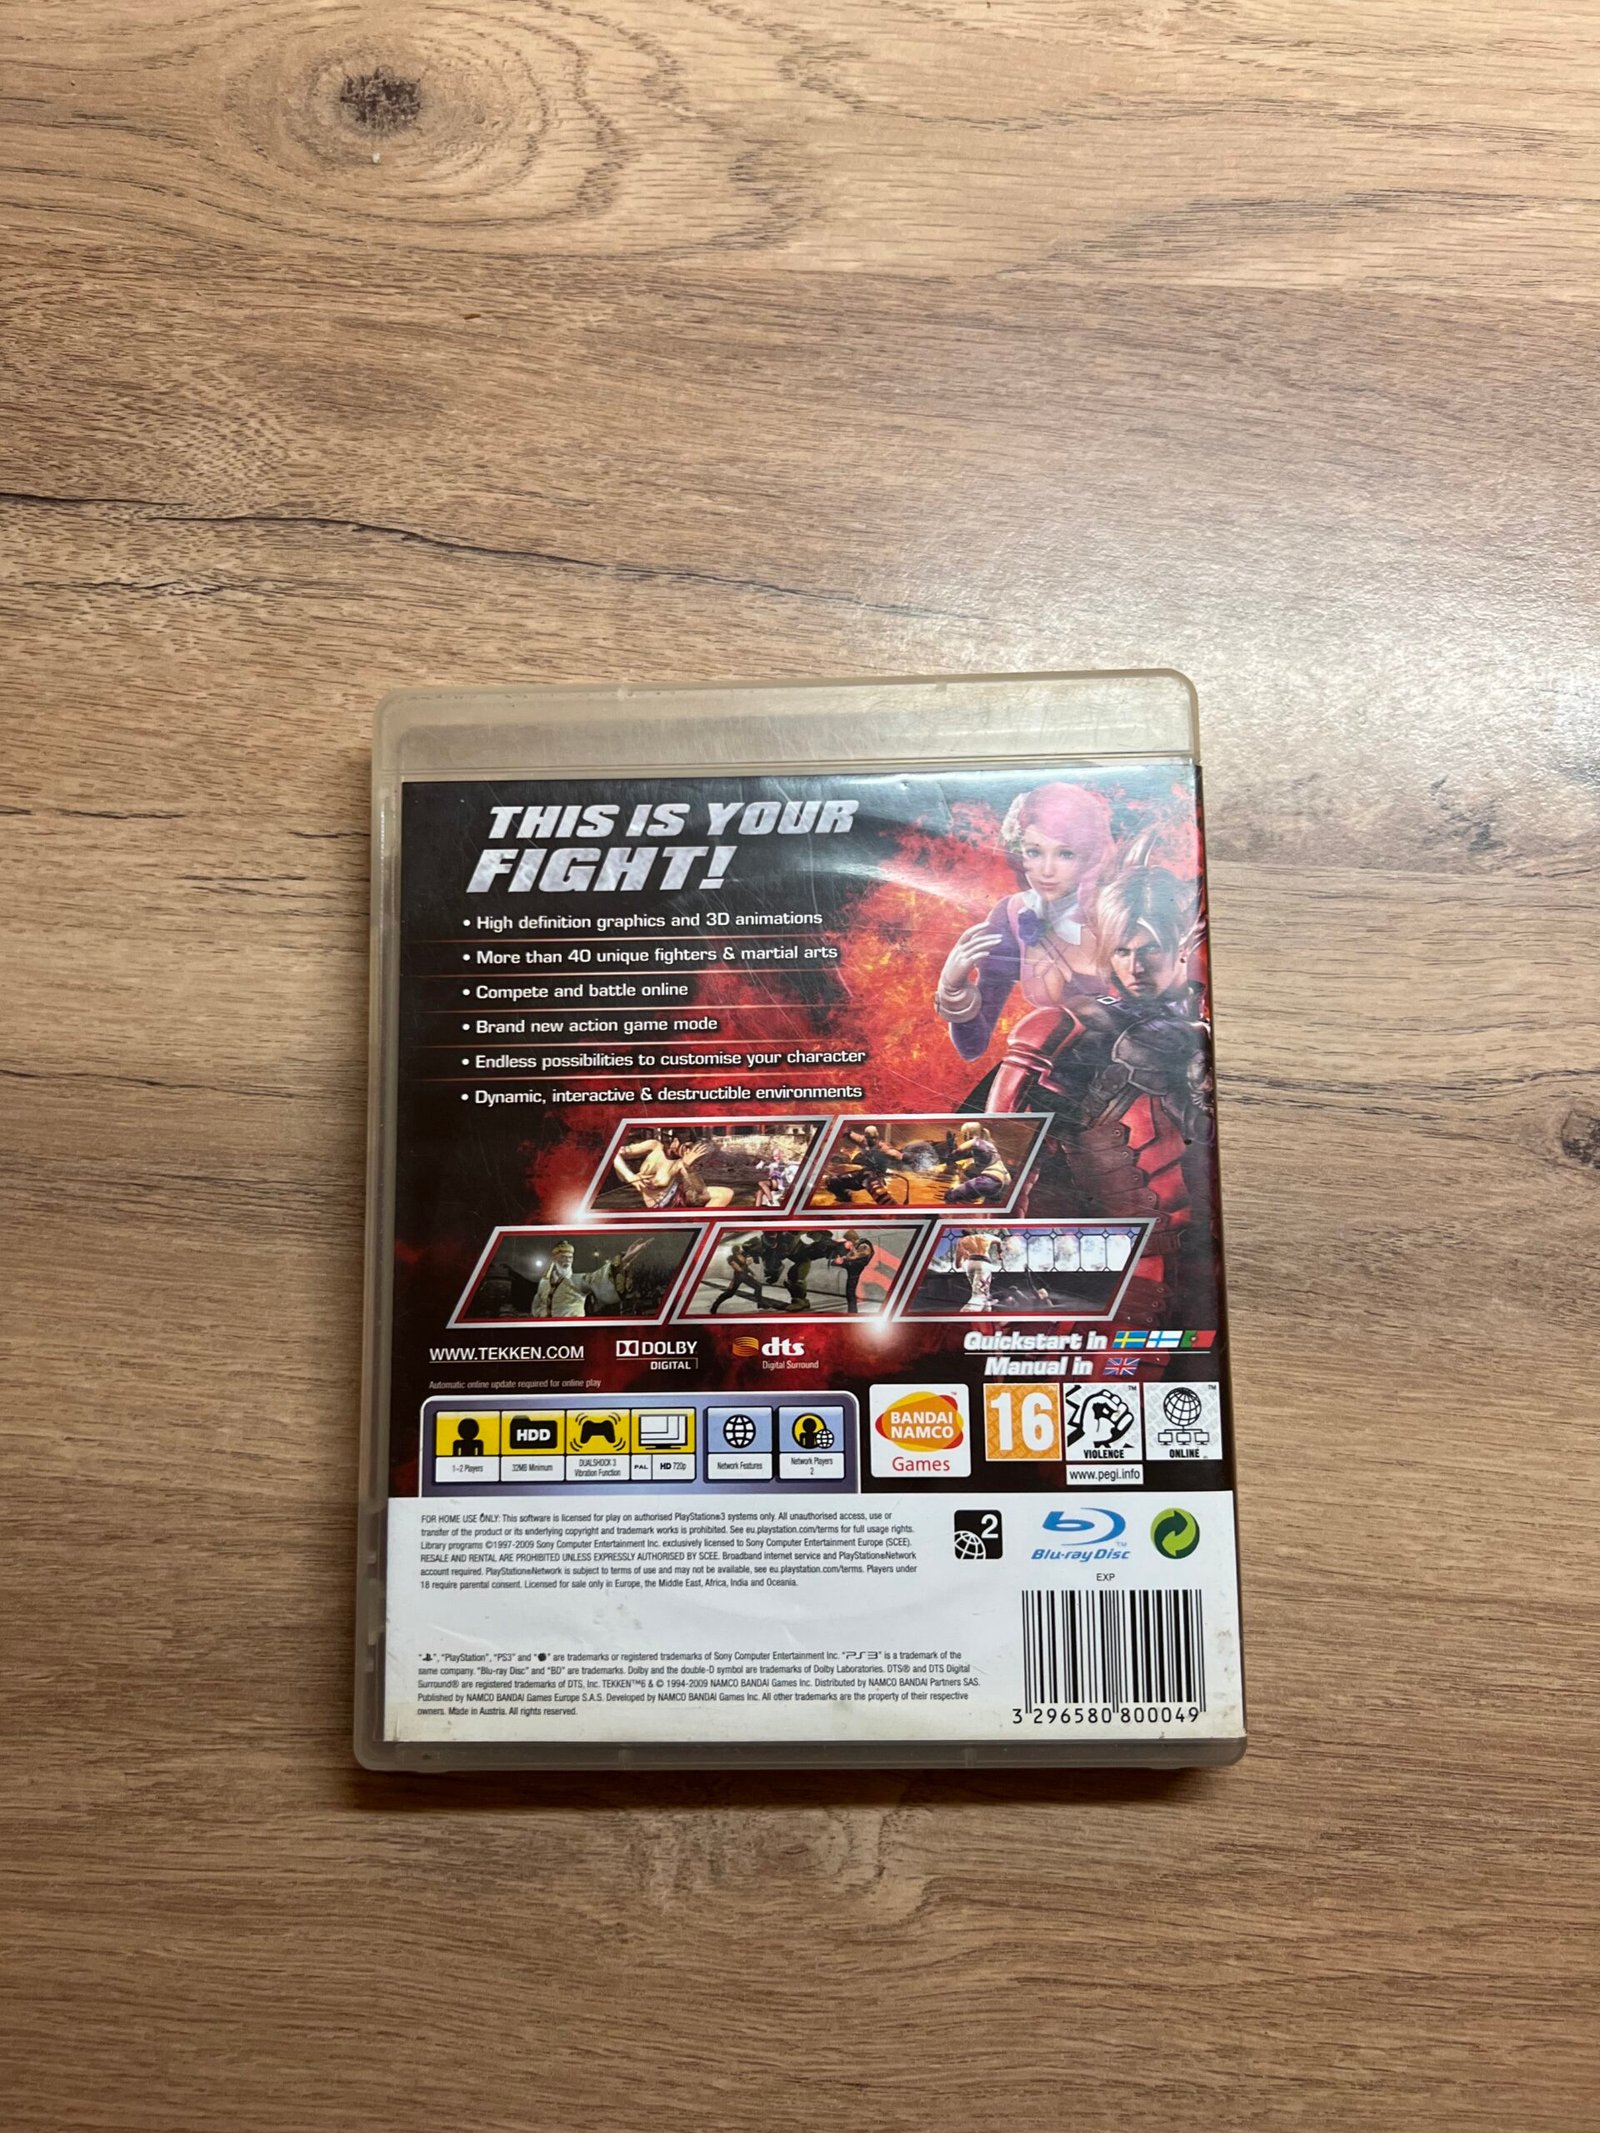 THIS IS YOUR
FIGHT!
• High definition graphics and 3D animations
• More than 40 unique fighters & martial arts
• Compete and battle online
• Brand new action game mode
• Endless possibilities to customise your character
• Dynamic, interactive & destructible environments
WWW.TEKKEN.COM
DOLBY
DIGITAL
dts
Digital Surround
Quickstart in
Manual in
Automatic online update required for online play
HDD
1-2 Players
32MB Minimum
DUALSHOCK 3
Vibration Function
PAL
HD 720p
Network Features
Network Players
2
BANDAI
NAMCO
Games
16
VIOLENCE
ONLINE
www.pegi.info
FOR HOME USE ONLY: This software is licensed for play on authorised PlayStation®3 systems only. All unauthorised access, use or
transfer of the product or its underlying copyright and trademark works is prohibited. See eu.playstation.com/terms for full usage rights.
Library programs ©1997-2009 Sony Computer Entertainment Inc. exclusively licensed to Sony Computer Entertainment Europe (SCEE).
RESALE AND RENTAL ARE PROHIBITED UNLESS EXPRESSLY AUTHORISED BY SCEE. Broadband internet service and PlayStation®Network
account required. PlayStation®Network is subject to terms of use and may not be available, see eu.playstation.com/terms. Players under
18 require parental consent. Licensed for sale only in Europe, the Middle East, Africa, India and Oceania.
2
Blu-ray Disc™
EXP
"", "PlayStation", "PS3" and "" are trademarks or registered trademarks of Sony Computer Entertainment Inc. "PS3" is a trademark of the
same company. "Blu-ray Disc" and "BD" are trademarks. Dolby and the double-D symbol are trademarks of Dolby Laboratories. DTS® and DTS Digital
Surround® are registered trademarks of DTS, Inc. TEKKEN™6 & © 1994-2009 NAMCO BANDAI Games Inc. Distributed by NAMCO BANDAI Partners SAS.
Published by NAMCO BANDAI Games Europe S.A.S. Developed by NAMCO BANDAI Games Inc. All other trademarks are the property of their respective
owners. Made in Austria. All rights reserved.
3 296580 800049